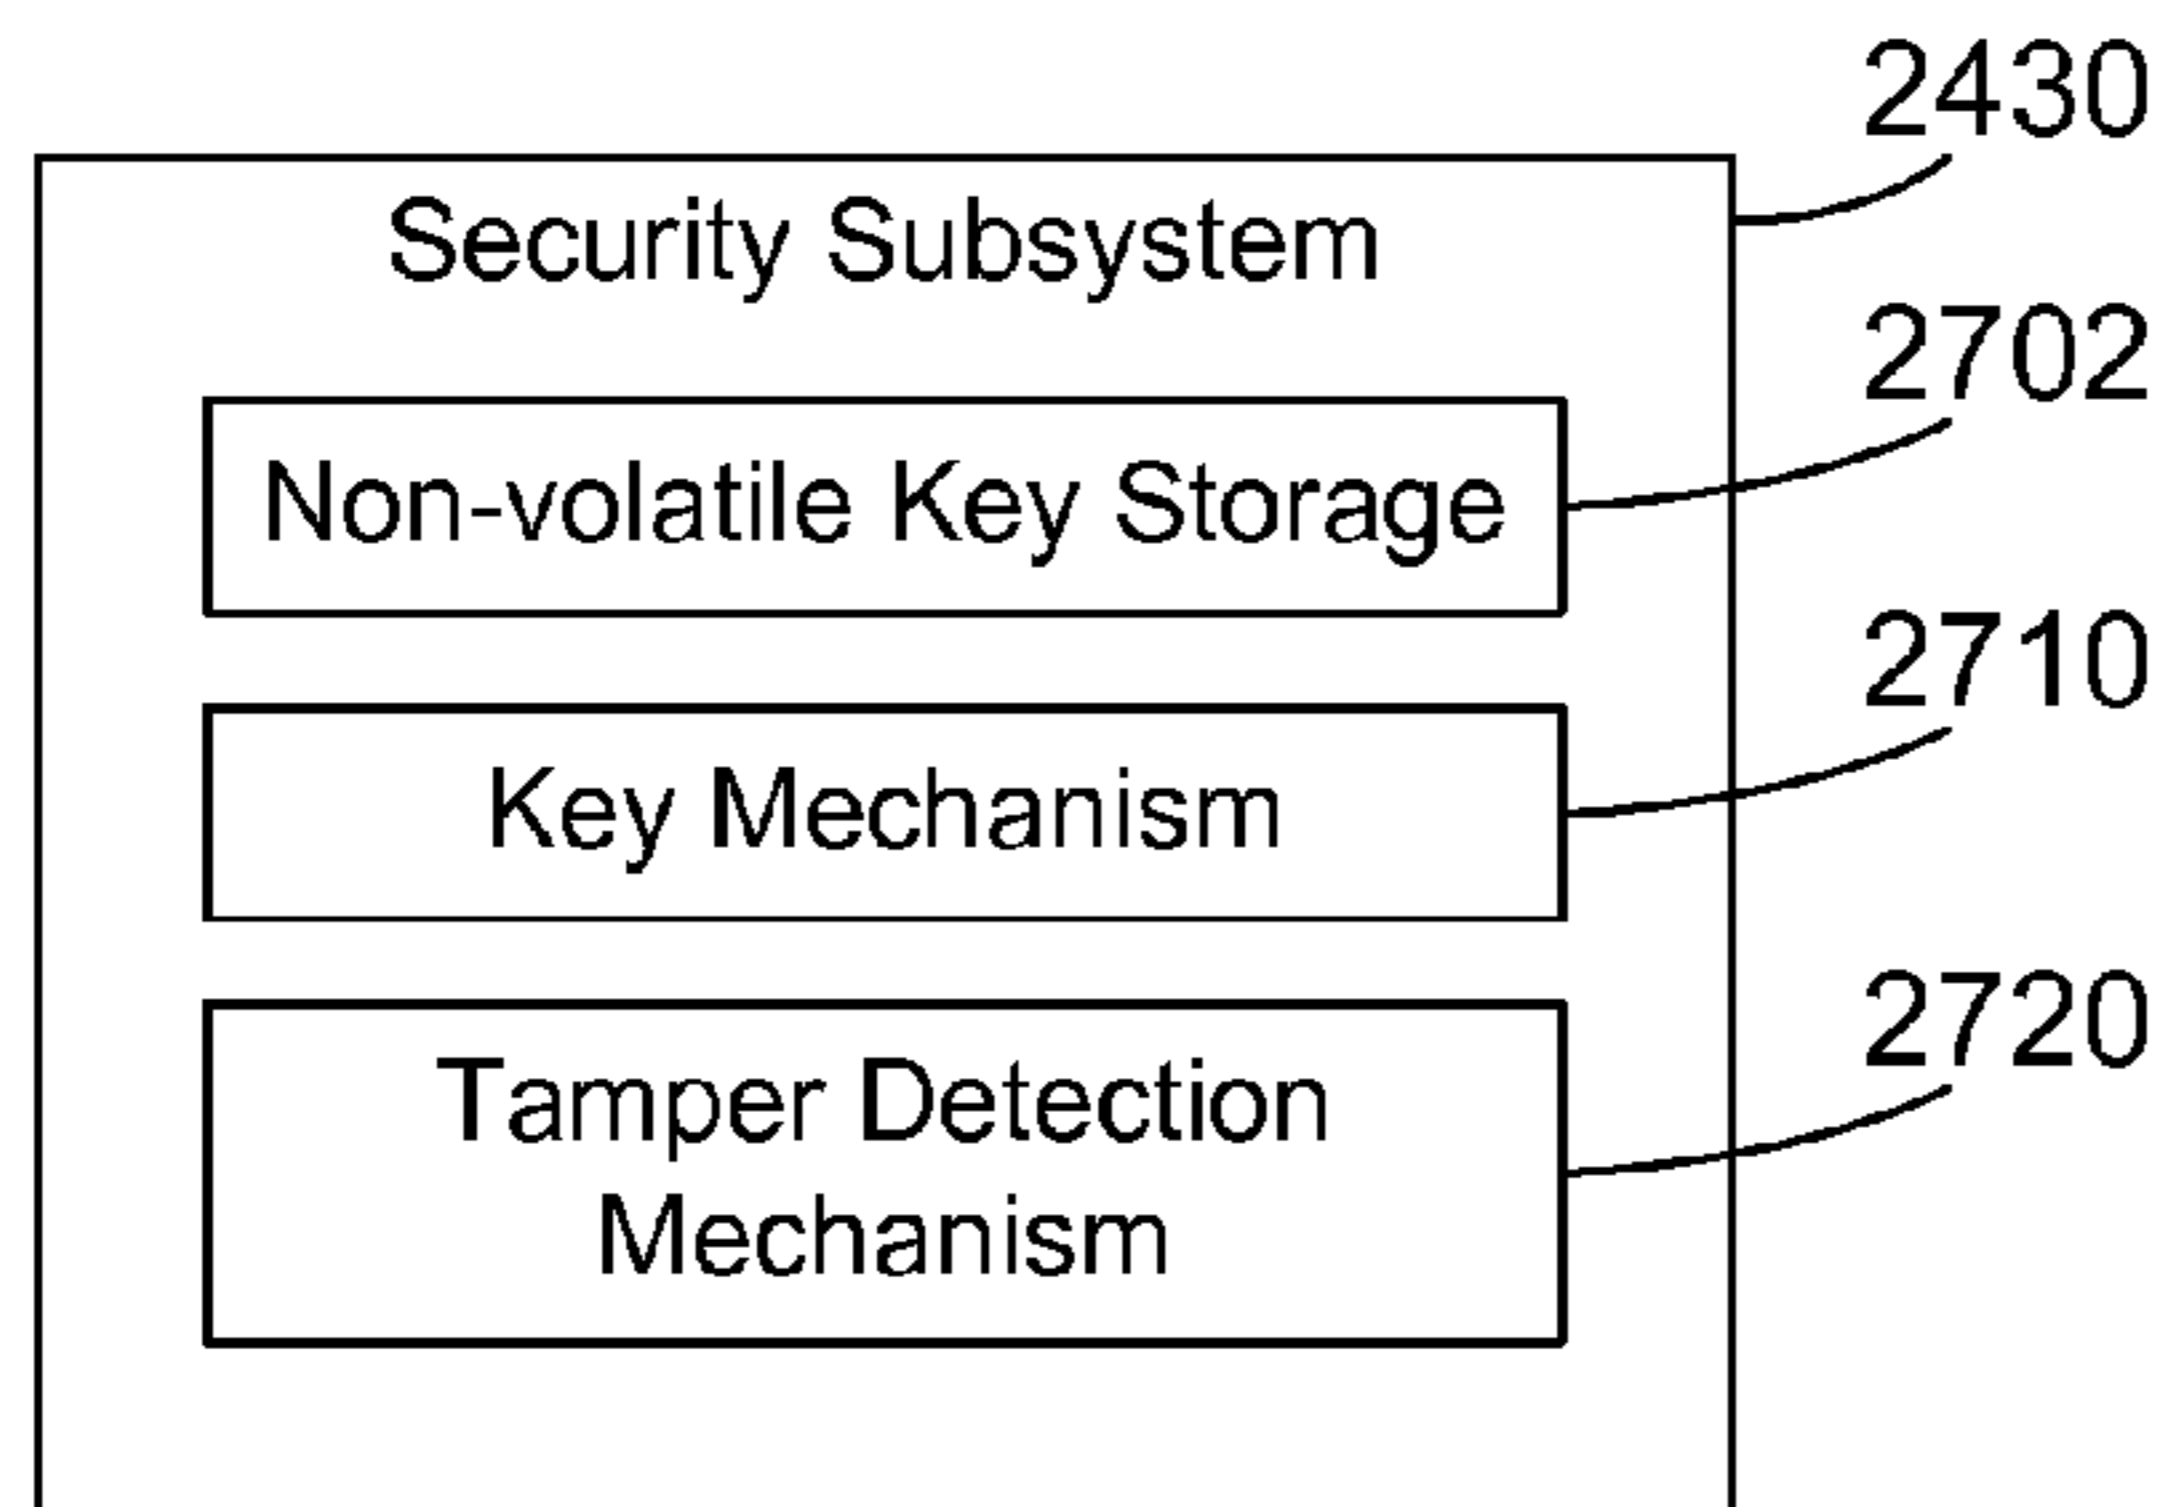 2430
Security Subsystem
2702
Non-volatile Key Storage
2710
Key Mechanism
2720
Tamper Detection
Mechanism